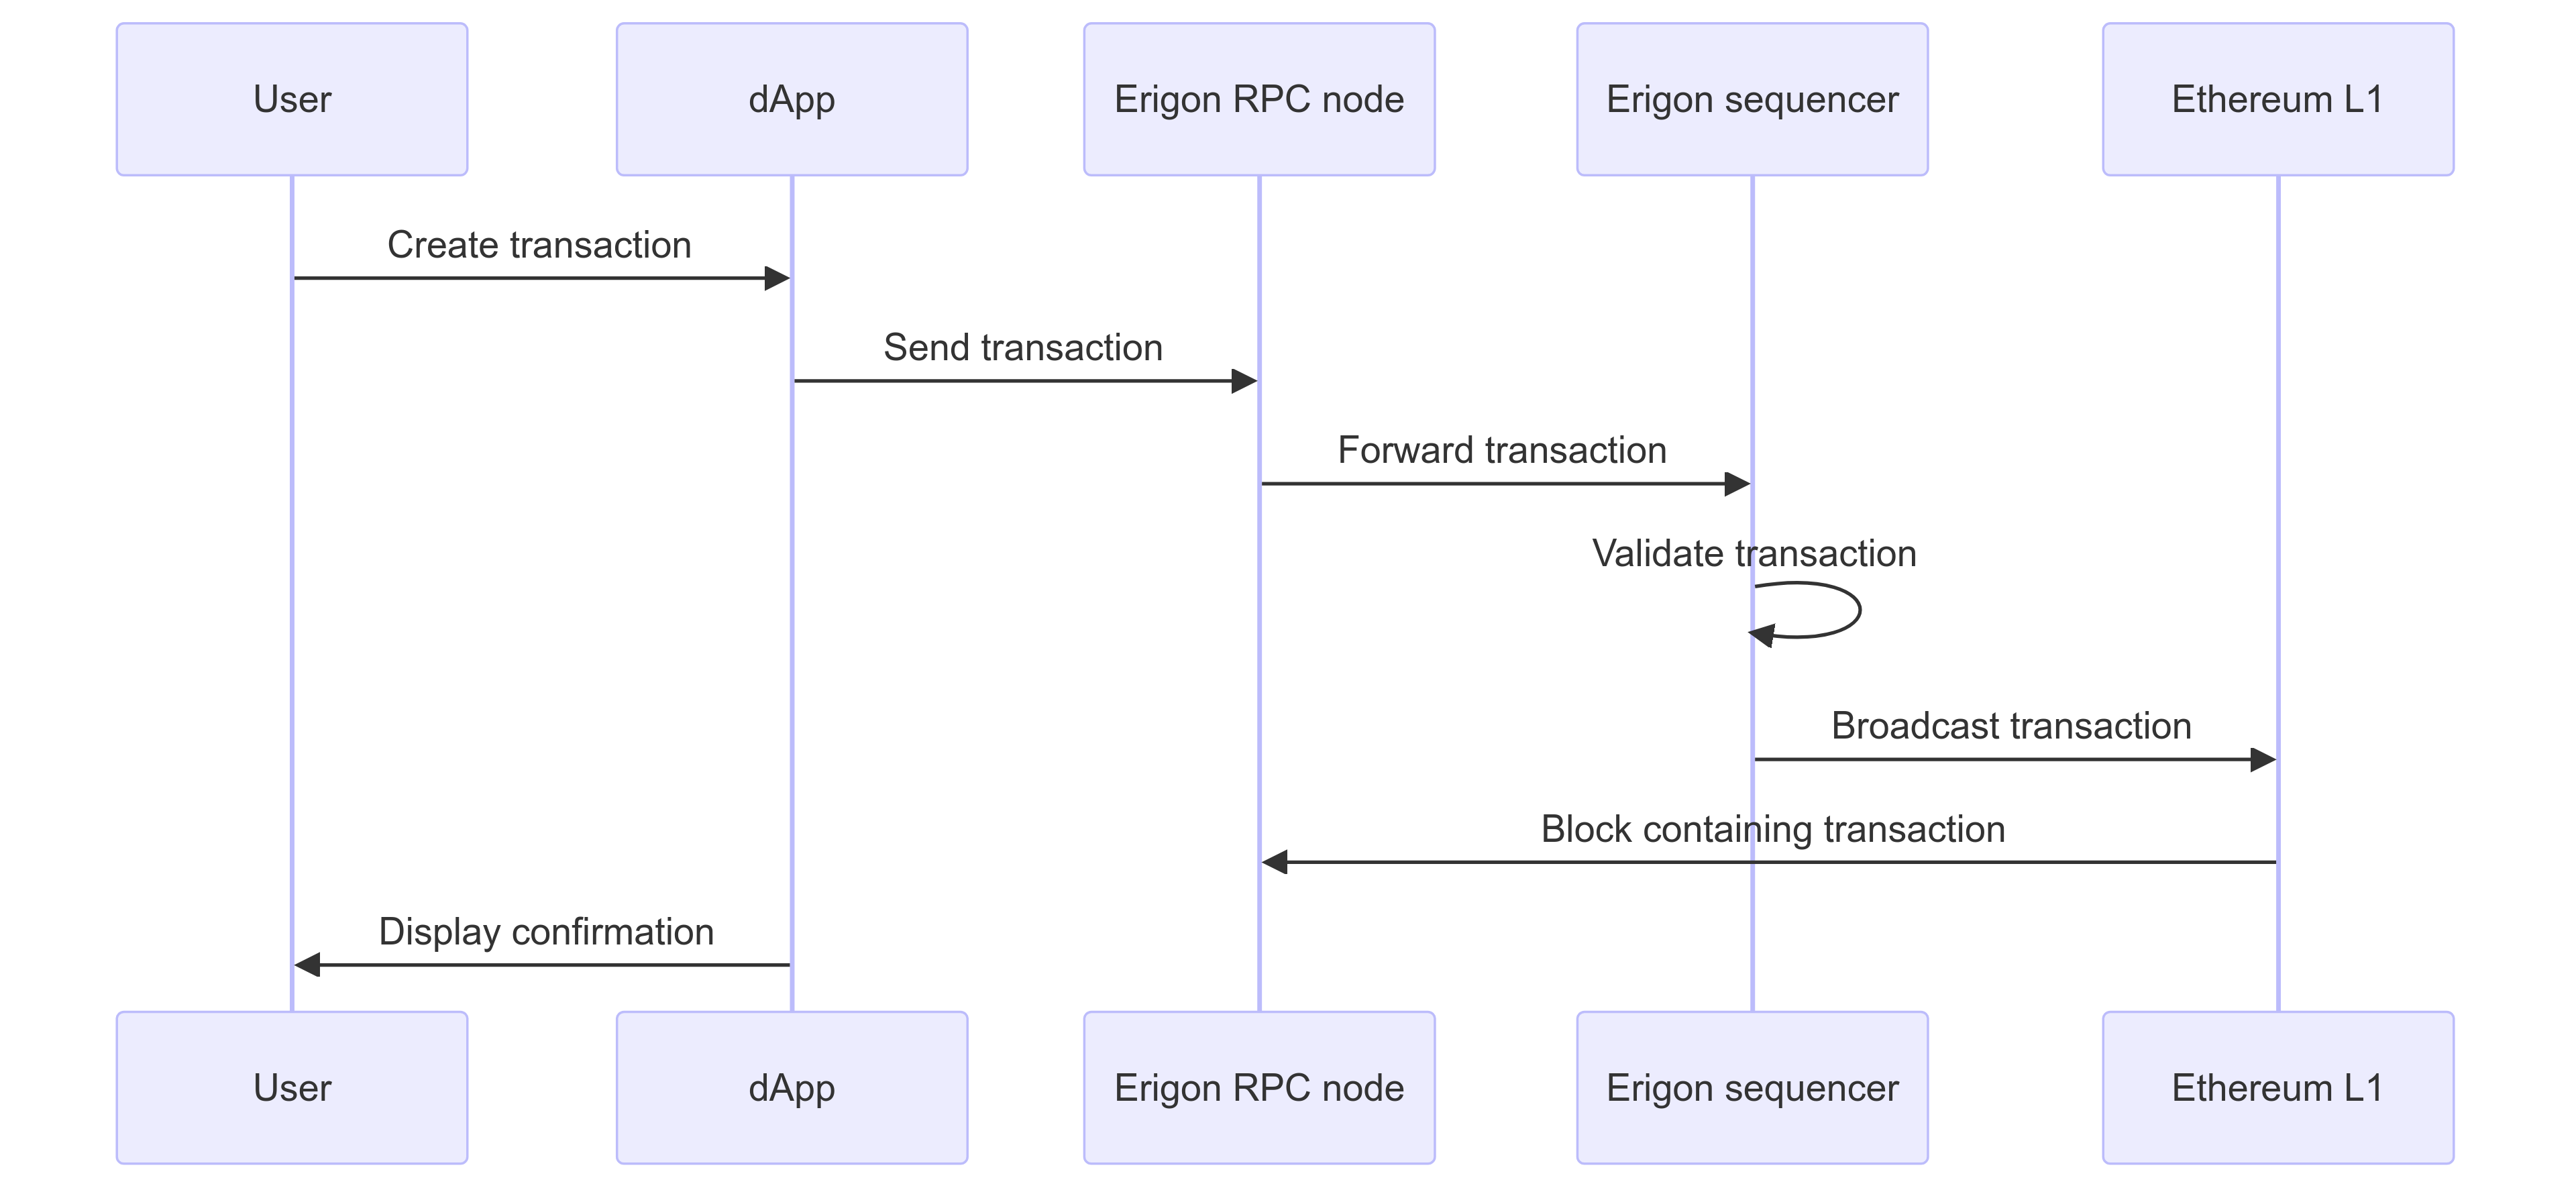 User
dApp
Erigon RPC node
Erigon sequencer
Ethereum L1
Create transaction
Send transaction
Forward transaction
Validate transaction
Broadcast transaction
Block containing transaction
Display confirmation
User
dApp
Erigon RPC node
Erigon sequencer
Ethereum L1